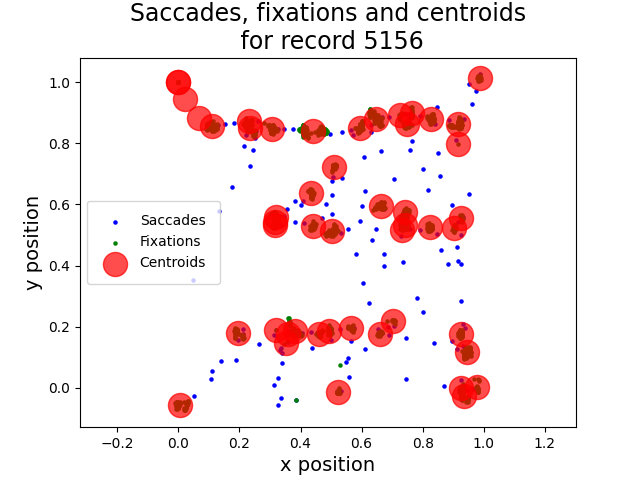 Saccades, fixations and centroids
for record 5156
1.0
0.8
0.6
0.4
0.2
0.0
y position
Saccades
Fixations
Centroids
−0.2
0.0
0.2
0.4
0.6
0.8
1.0
1.2
x position